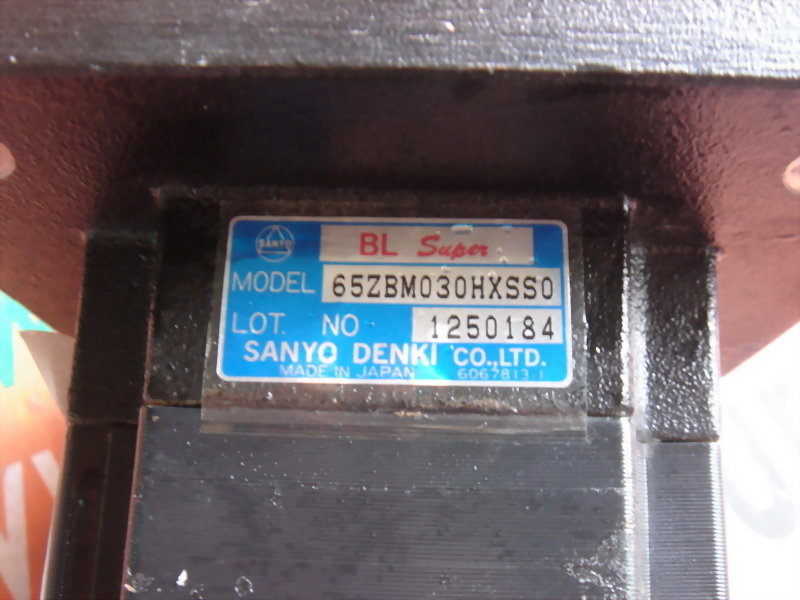 SANYO
BL Super
MODEL 65ZBM030HXSS0
LOT. NO 1250184
SANYO DENKI CO.,LTD.
MADE IN JAPAN 6067813-1